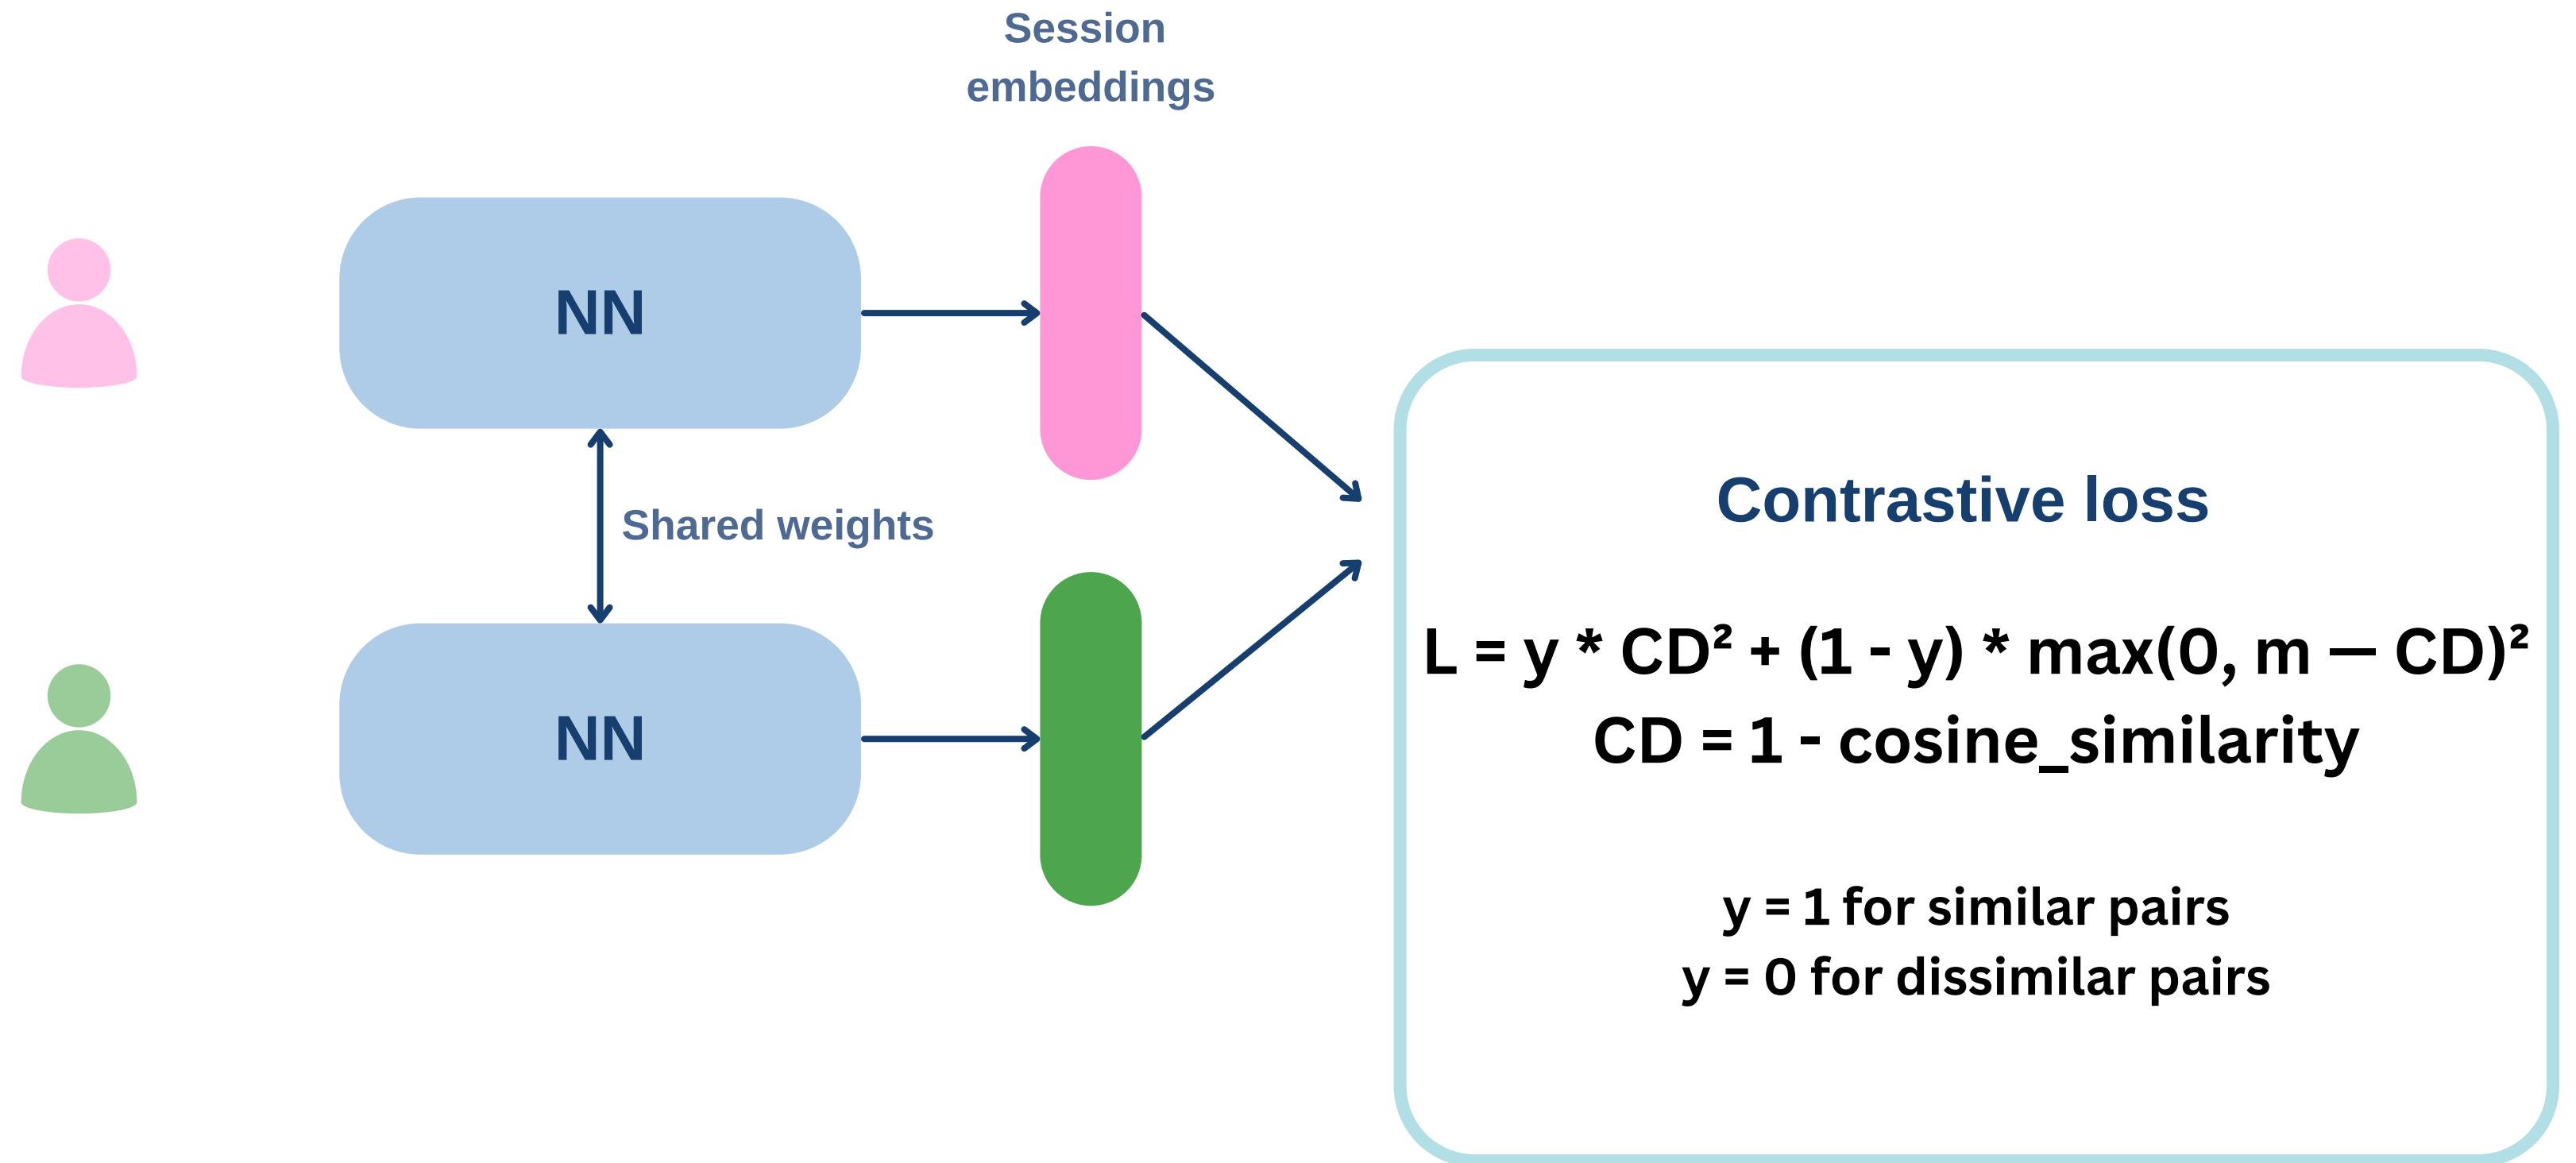 Session
embeddings
NN
Shared weights
NN
Contrastive loss
L = y * CD² + (1 - y) * max(0, m — CD)²
CD = 1 - cosine_similarity
y = 1 for similar pairs
y = 0 for dissimilar pairs